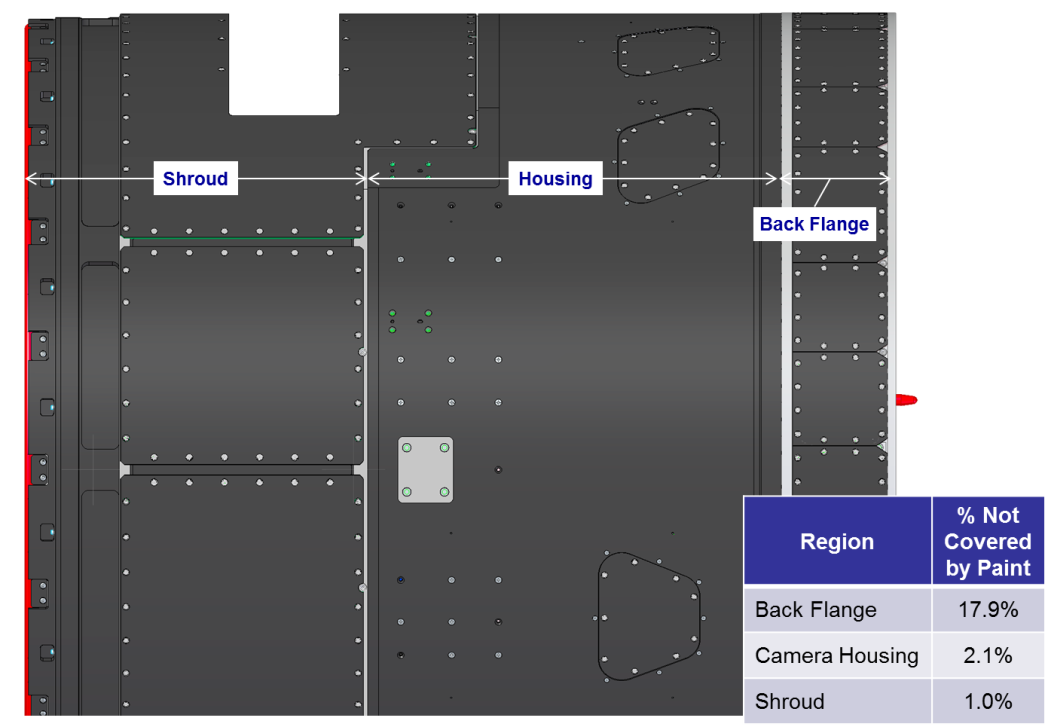 Shroud
Housing
Back Flange
Region
% Not
Covered
by Paint
Back Flange
17.9%
Camera Housing
2.1%
Shroud
1.0%